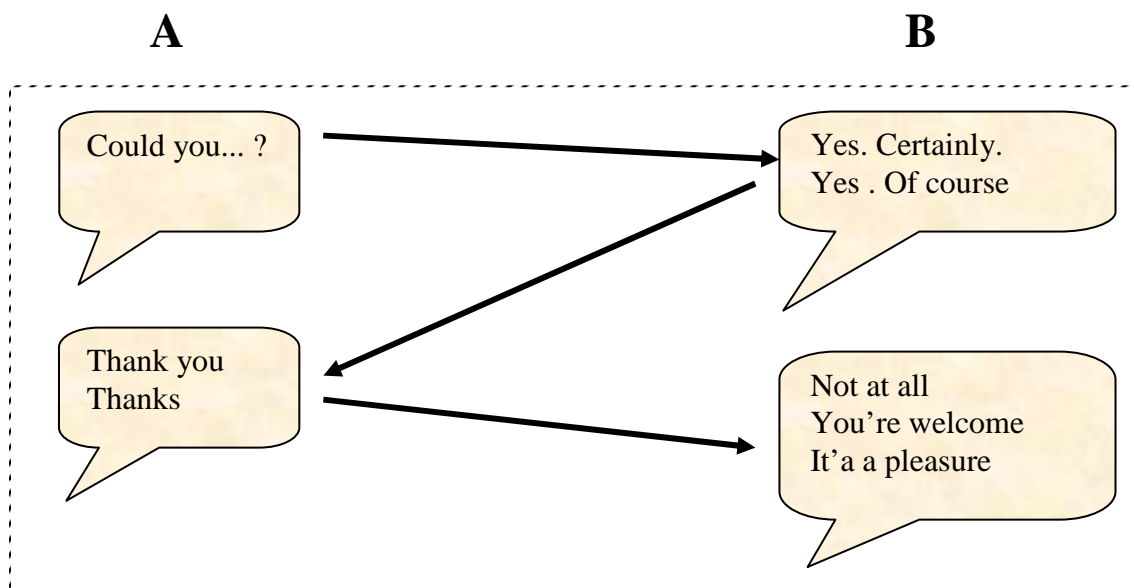 A
B
Could you... ?
Yes. Certainly.
Yes . Of course
Thank you
Thanks
Not at all
You’re welcome
It’a a pleasure